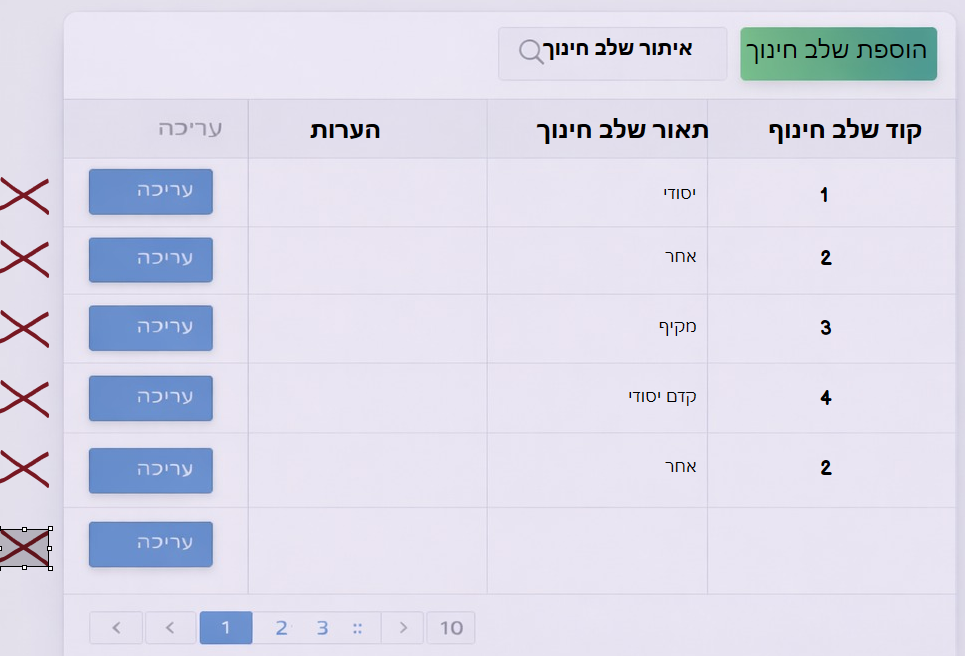 הוספת שלב חינוך
איתור שלב חינוך
קוד שלב חינוף תאור שלב חינוך הערות עריכה
1 יסודי עריכה
2 אחר עריכה
3 מקיף עריכה
4 קדם יסודי עריכה
2 אחר עריכה
עריכה
< < 1 2 3 :: > 10